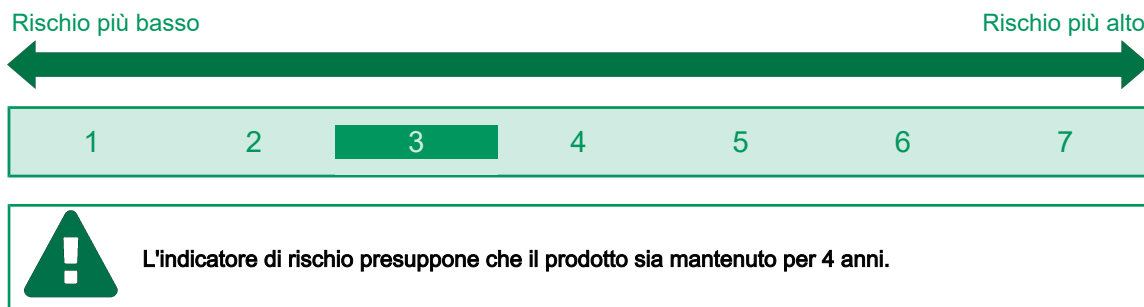 Rischio più basso Rischio più alto
1 2 3 4 5 6 7
L'indicatore di rischio presuppone che il prodotto sia mantenuto per 4 anni.